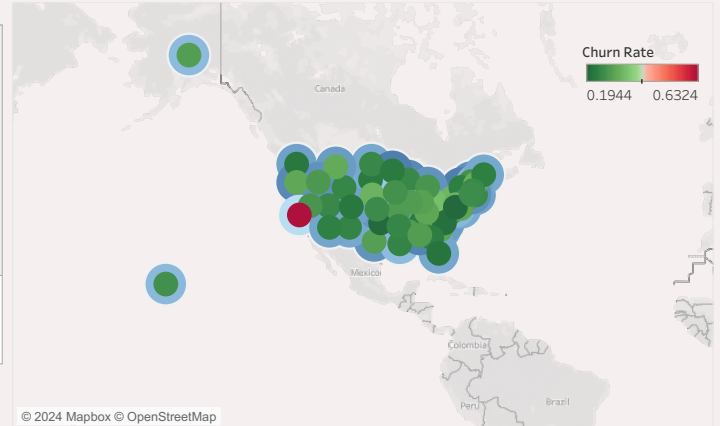 Churn Rate
0.1944 0.6324
Canada
Mexico
Colombia
Peru
Brazil
© 2024 Mapbox © OpenStreetMap